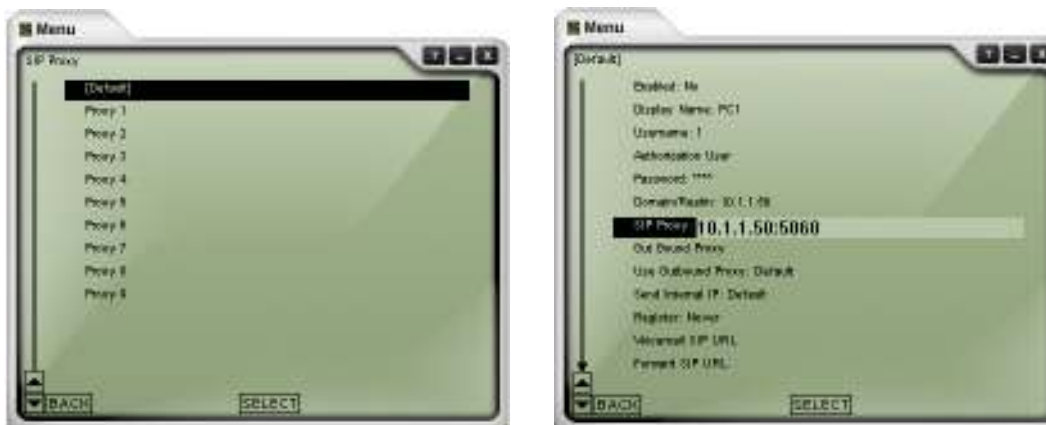 Menu
SIP Proxy
[Default]
Proxy 1
Proxy 2
Proxy 3
Proxy 4
Proxy 5
Proxy 6
Proxy 7
Proxy 8
Proxy 9
BACK
SELECT
Menu
[Default]
Enabled: No
Display Name: PC1
Username: 1
Authorization User
Password: ****
Domain/Realm: 10.1.1.50
SIP Proxy 10.1.1.50:5060
Out Bound Proxy
Use Outbound Proxy: Default
Send Internal IP: Default
Register: Never
Voicemail SIP URL
Forward SIP URL
BACK
SELECT